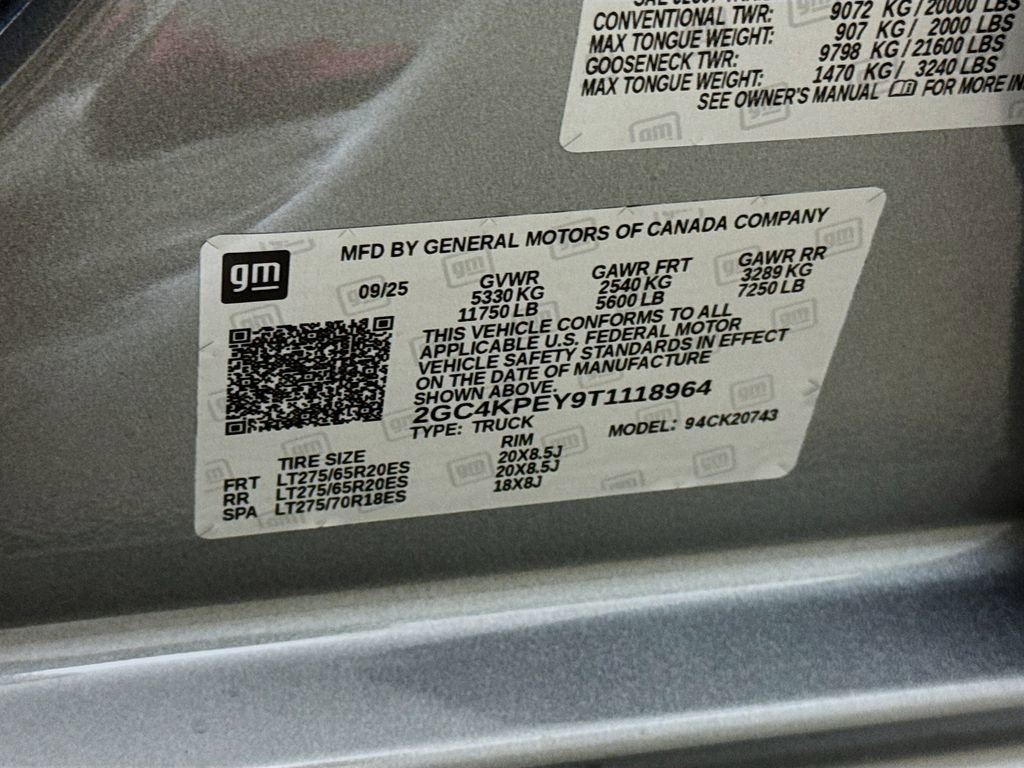 CONVENTIONAL TWR: 9072 KG/20000 LBS
MAX TONGUE WEIGHT: 907 KG/ 2000 LBS
GOOSENECK TWR: 9798 KG/21600 LBS
MAX TONGUE WEIGHT: 1470 KG/ 3240 LBS
SEE OWNER'S MANUAL FOR MORE
gm
MFD BY GENERAL MOTORS OF CANADA COMPANY
09/25 GVWR GAWR FRT GAWR RR
5330 KG 2540 KG 3289 KG
11750 LB 5600 LB 7250 LB
THIS VEHICLE CONFORMS TO ALL
APPLICABLE U.S. FEDERAL MOTOR
VEHICLE SAFETY STANDARDS IN EFFECT
ON THE DATE OF MANUFACTURE
SHOWN ABOVE.
2GC4KPEY9T1118964
TYPE: TRUCK MODEL: 94CK20743
TIRE SIZE RIM
FRT LT275/65R20ES 20X8.5J
RR LT275/65R20ES 20X8.5J
SPA LT275/70R18ES 18X8J